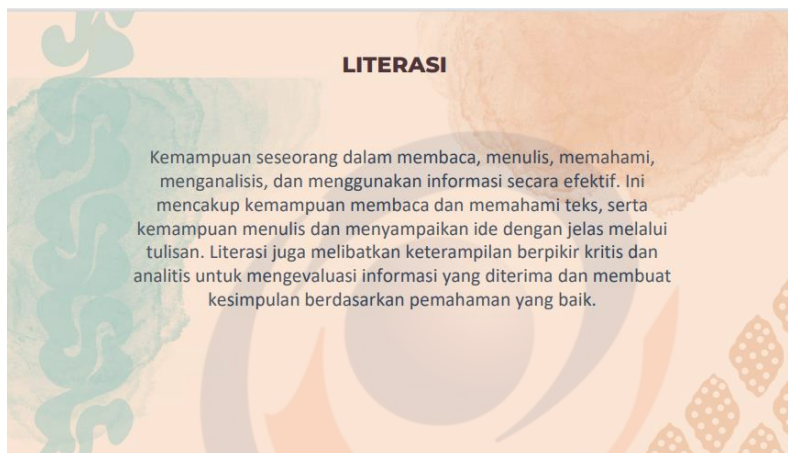 LITERASI
Kemampuan seseorang dalam membaca, menulis, memahami,
menganalisis, dan menggunakan informasi secara efektif. Ini
mencakup kemampuan membaca dan memahami teks, serta
kemampuan menulis dan menyampaikan ide dengan jelas melalui
tulisan. Literasi juga melibatkan keterampilan berpikir kritis dan
analitis untuk mengevaluasi informasi yang diterima dan membuat
kesimpulan berdasarkan pemahaman yang baik.